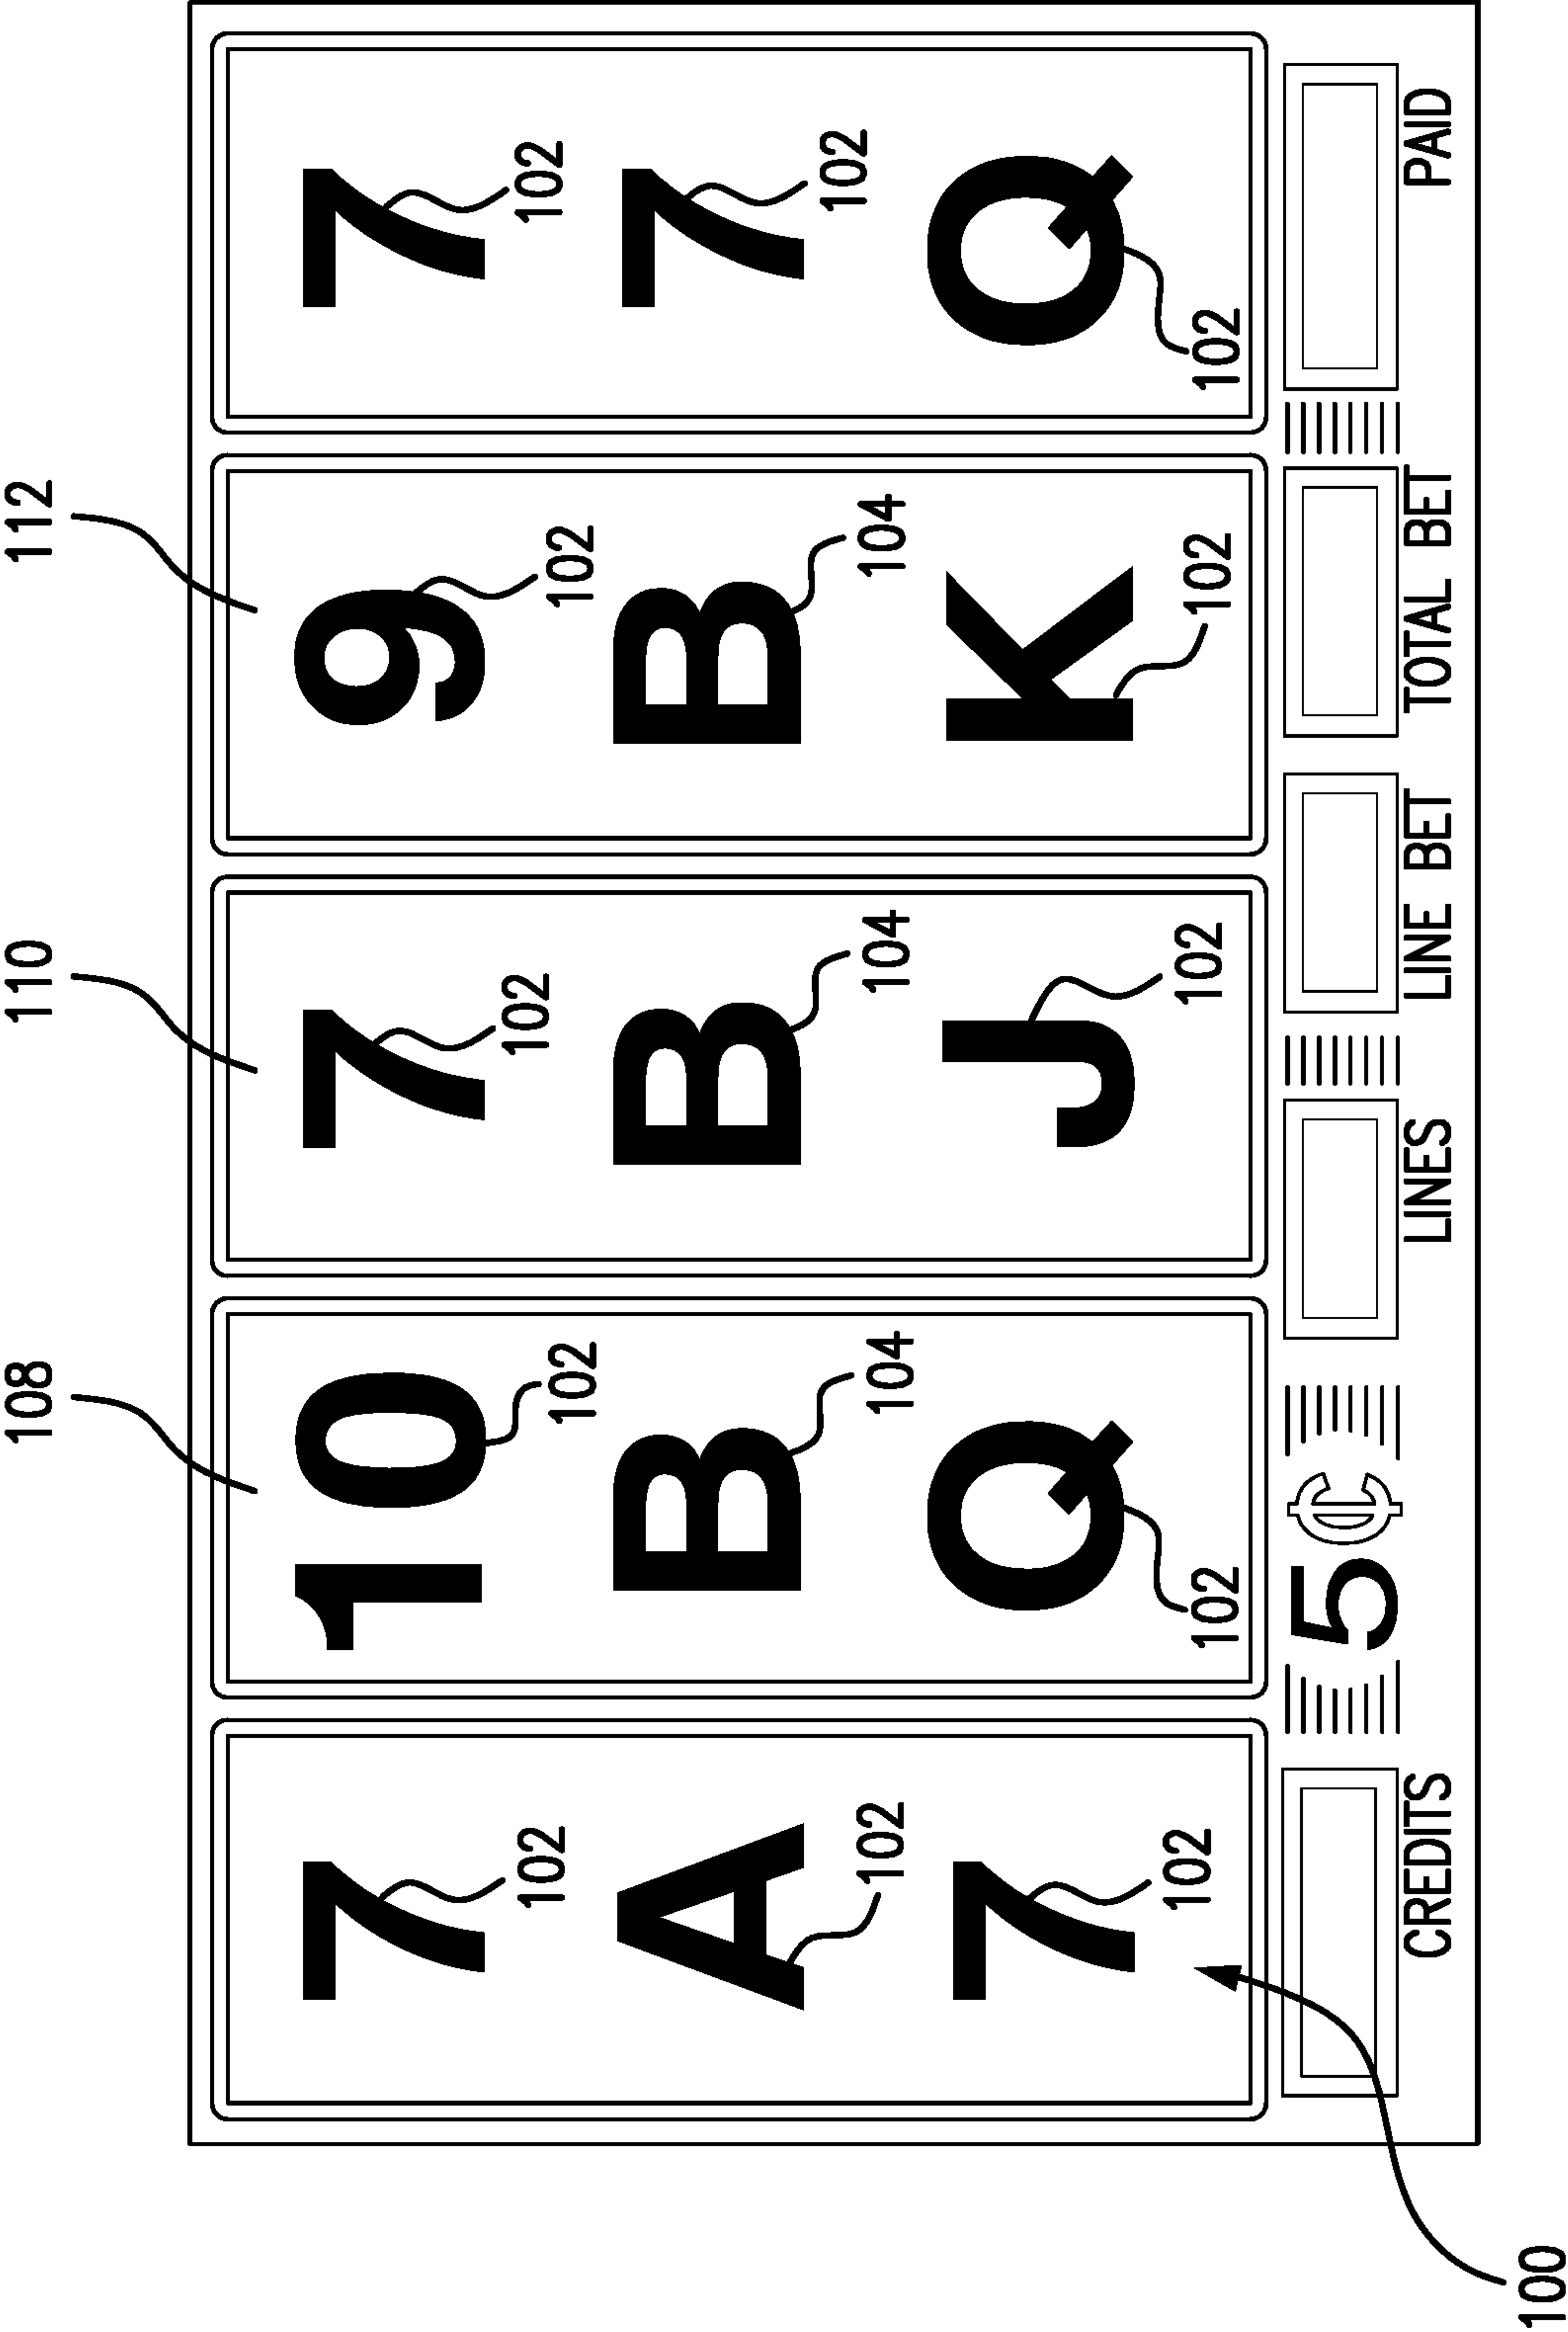 108 110 112
7 10 7 9 7
102 102 102 102 102
A B B B 7
102 104 104 104 102
7 Q J K Q
102 102 102 102 102
5¢
CREDITS LINES LINE BET TOTAL BET PAID
100